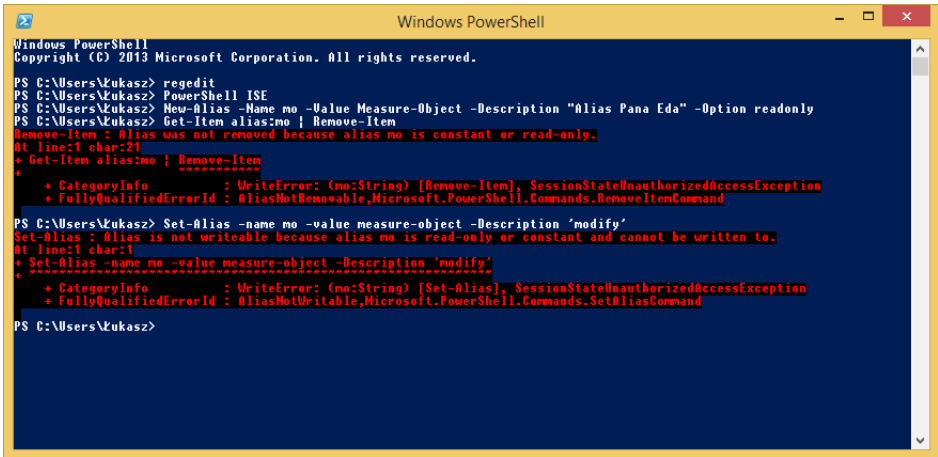 Windows PowerShell
Windows PowerShell
Copyright (C) 2013 Microsoft Corporation. All rights reserved.
PS C:\Users\Łukasz> regedit
PS C:\Users\Łukasz> PowerShell ISE
PS C:\Users\Łukasz> New-Alias -Name mo -Value Measure-Object -Description "Alias Pana Eda" -Option readonly
PS C:\Users\Łukasz> Get-Item alias:mo | Remove-Item
Remove-Item : Alias was not removed because alias mo is constant or read-only.
At line:1 char:21
+ Get-Item alias:mo | Remove-Item
+                     ~~~~~~~~~~~
    + CategoryInfo          : WriteError: (mo:String) [Remove-Item], SessionStateUnauthorizedAccessException
    + FullyQualifiedErrorId : AliasNotRemovable,Microsoft.PowerShell.Commands.RemoveItemCommand
PS C:\Users\Łukasz> Set-Alias -name mo -value measure-object -Description 'modify'
Set-Alias : Alias is not writeable because alias mo is read-only or constant and cannot be written to.
At line:1 char:1
+ Set-Alias -name mo -value measure-object -Description 'modify'
+ ~~~~~~~~~~~~~~~~~~~~~~~~~~~~~~~~~~~~~~~~~~~~~~~~~~~~~~~~~~~~~~
    + CategoryInfo          : WriteError: (mo:String) [Set-Alias], SessionStateUnauthorizedAccessException
    + FullyQualifiedErrorId : AliasNotWritable,Microsoft.PowerShell.Commands.SetAliasCommand
PS C:\Users\Łukasz>